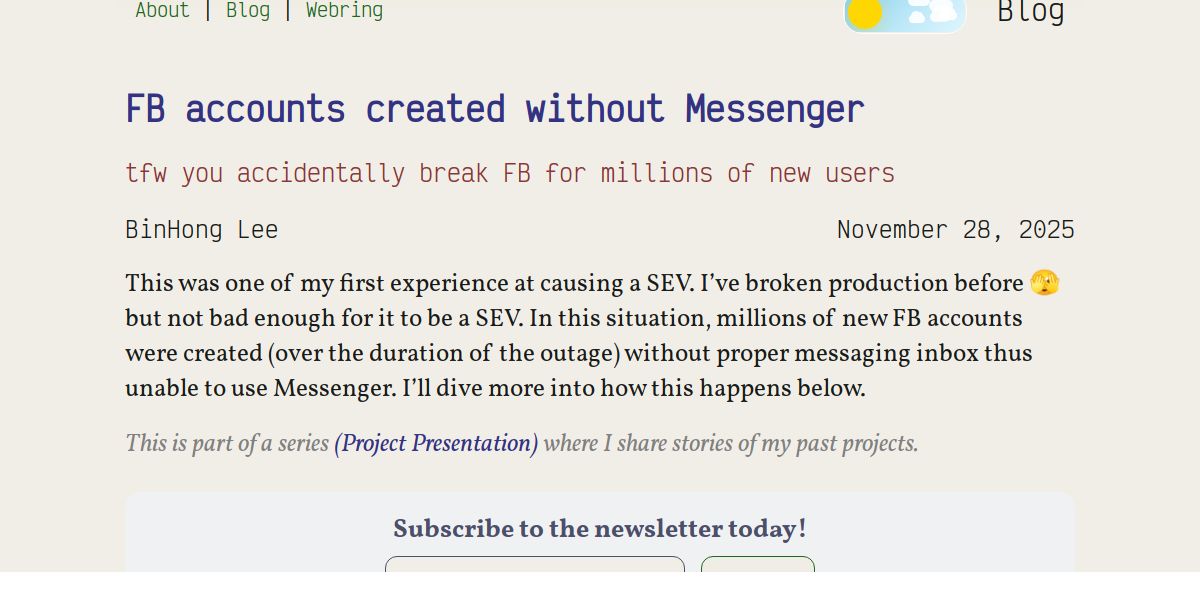 About | Blog | Webring
Blog
FB accounts created without Messenger
tfw you accidentally break FB for millions of new users
BinHong Lee
November 28, 2025
This was one of my first experience at causing a SEV. I’ve broken production before 🫣
but not bad enough for it to be a SEV. In this situation, millions of new FB accounts
were created (over the duration of the outage) without proper messaging inbox thus
unable to use Messenger. I’ll dive more into how this happens below.
This is part of a series (Project Presentation) where I share stories of my past projects.
Subscribe to the newsletter today!